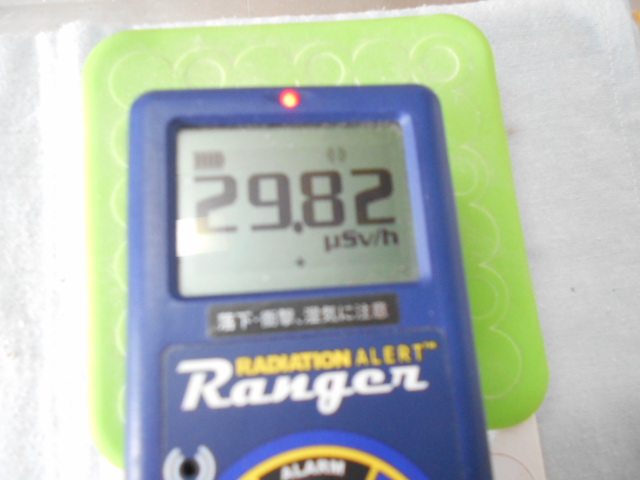 29.82
μSv/h
落下・衝撃、湿気に注意
RADIATION ALERT™
Ranger
ALARM